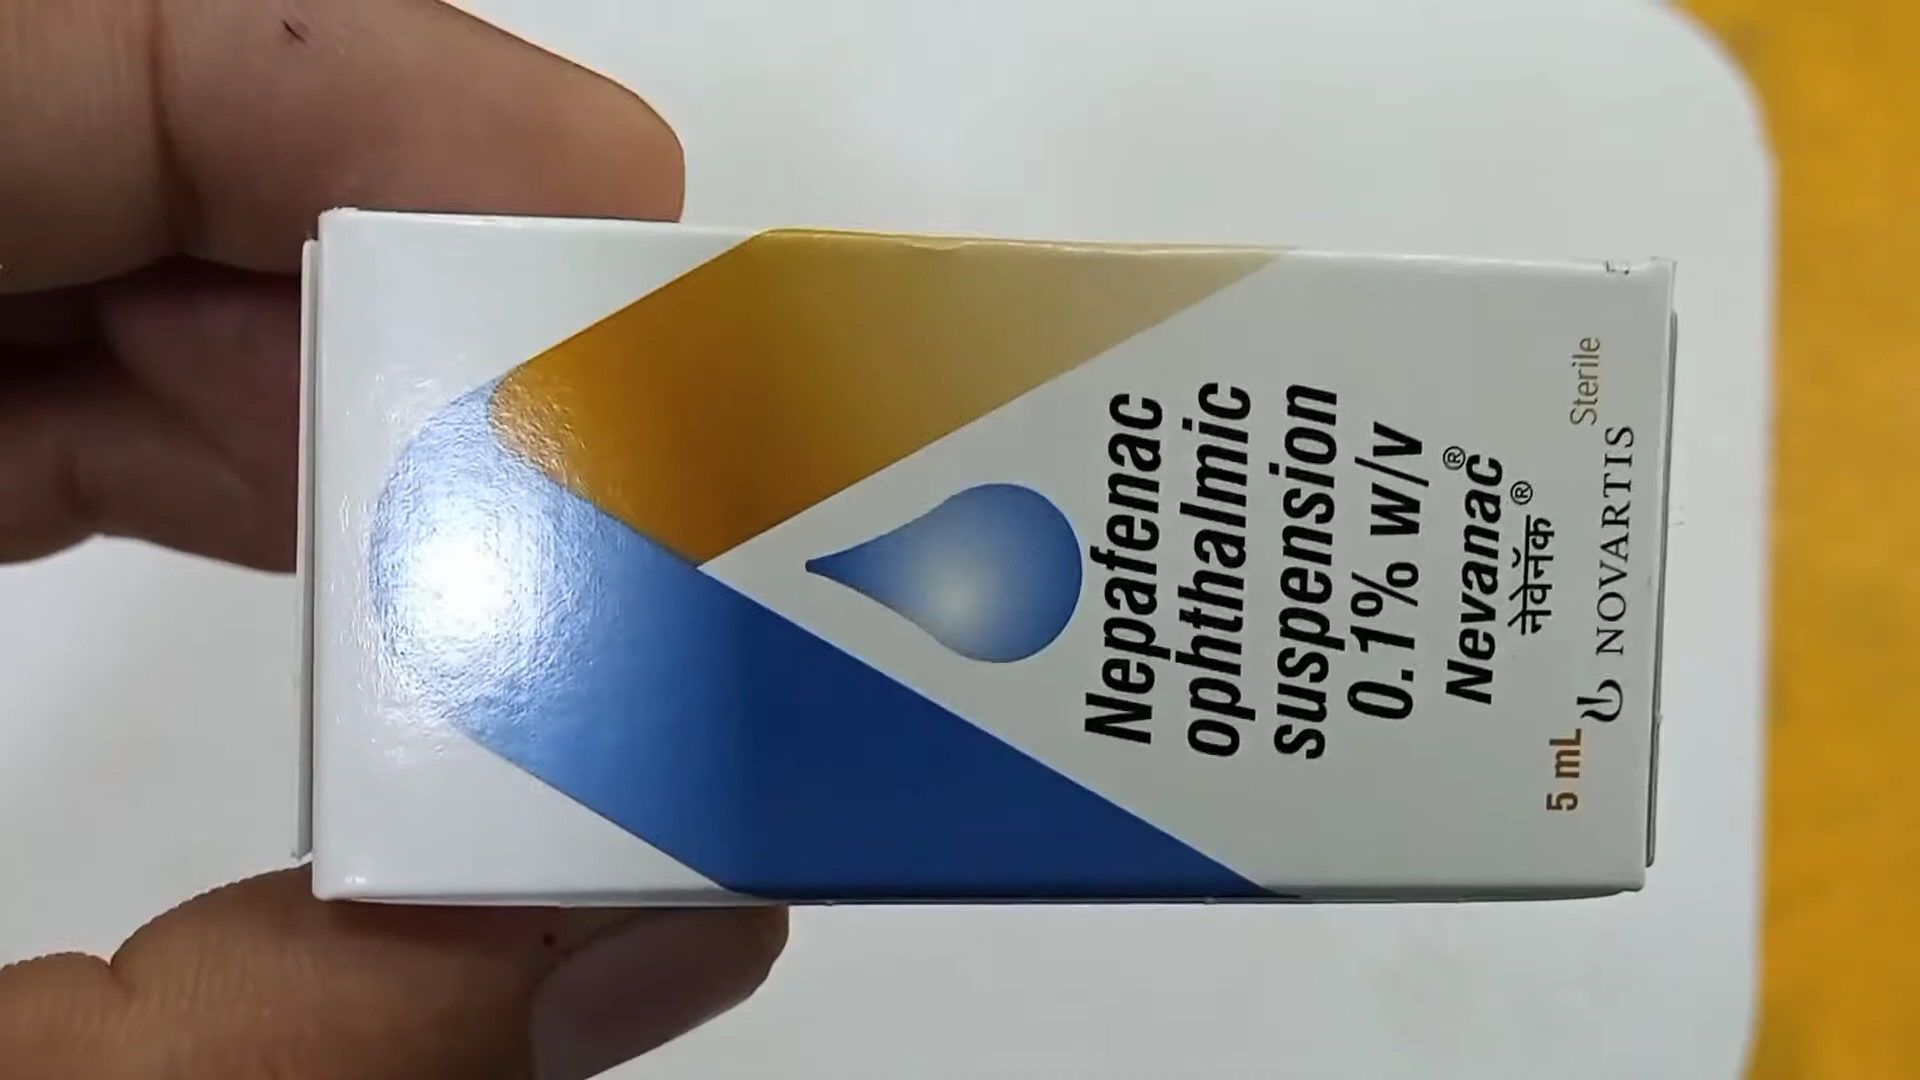 Nepafenac
ophthalmic
suspension
0.1% w/v
Nevanac®
नेवेनॅक®
5 mL
Sterile
NOVARTIS